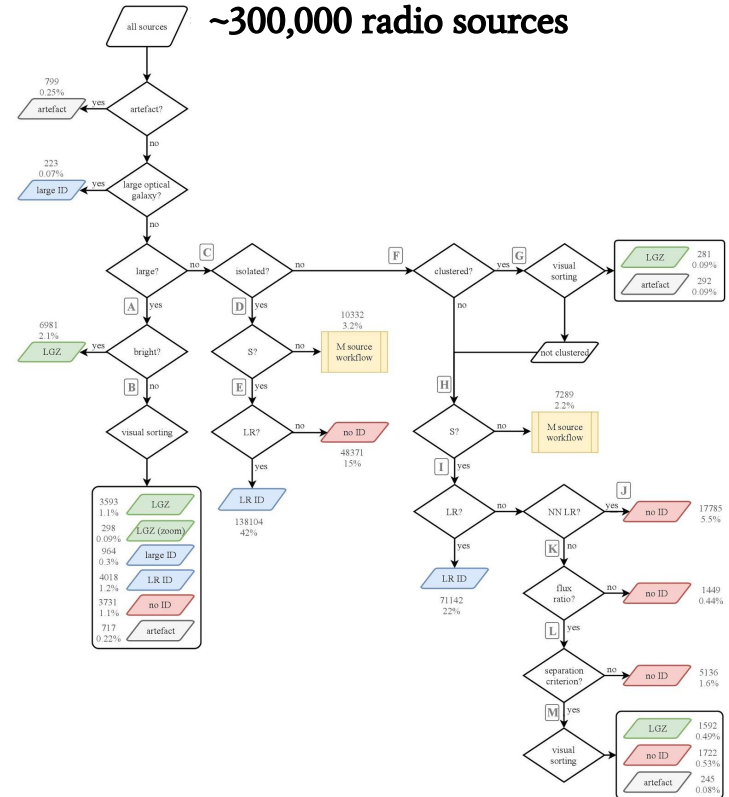 ~300,000 radio sources
all sources
799
0.25%
artefact
yes
artefact?
no
223
0.07%
large ID
yes
large optical
galaxy?
no
large?
no
C
isolated?
no
F
clustered?
yes
G
visual
sorting
LGZ
281
0.09%
artefact
292
0.09%
A
yes
D
yes
no
not clustered
6981
2.1%
LGZ
yes
bright?
S?
no
10332
3.2%
M source
workflow
B
no
E
yes
H
visual sorting
LR?
no
no ID
48371
15%
S?
no
7289
2.2%
M source
workflow
yes
I
yes
LR ID
138104
42%
3593
1.1%
LGZ
298
0.09%
LGZ (zoom)
964
0.3%
large ID
4018
1.2%
LR ID
3731
1.1%
no ID
717
0.22%
artefact
LR?
no
NN LR?
yes
J
no ID
17785
5.5%
yes
K
no
LR ID
71142
22%
flux
ratio?
no
no ID
1449
0.44%
L
yes
separation
criterion?
no
no ID
5136
1.6%
M
yes
visual
sorting
LGZ
1592
0.49%
no ID
1722
0.53%
artefact
245
0.08%